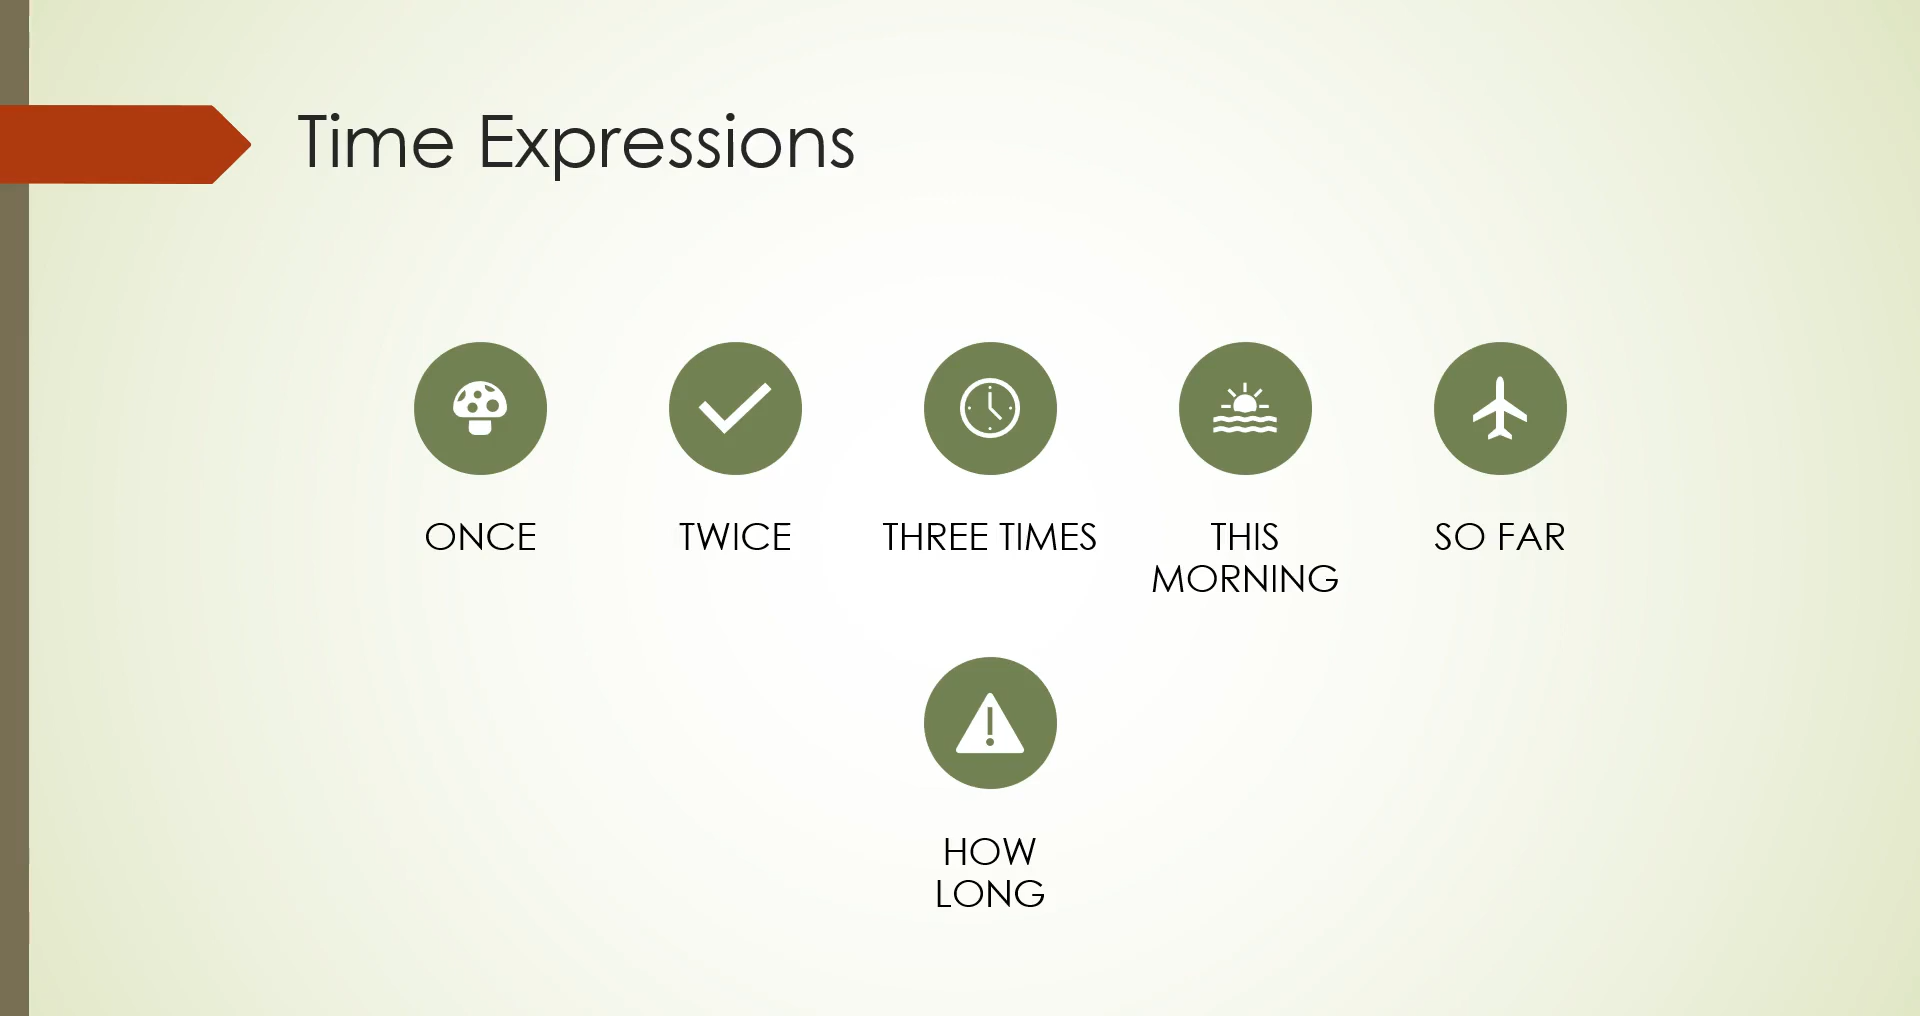 Time Expressions
ONCE
TWICE
THREE TIMES
THIS
MORNING
SO FAR
HOW
LONG